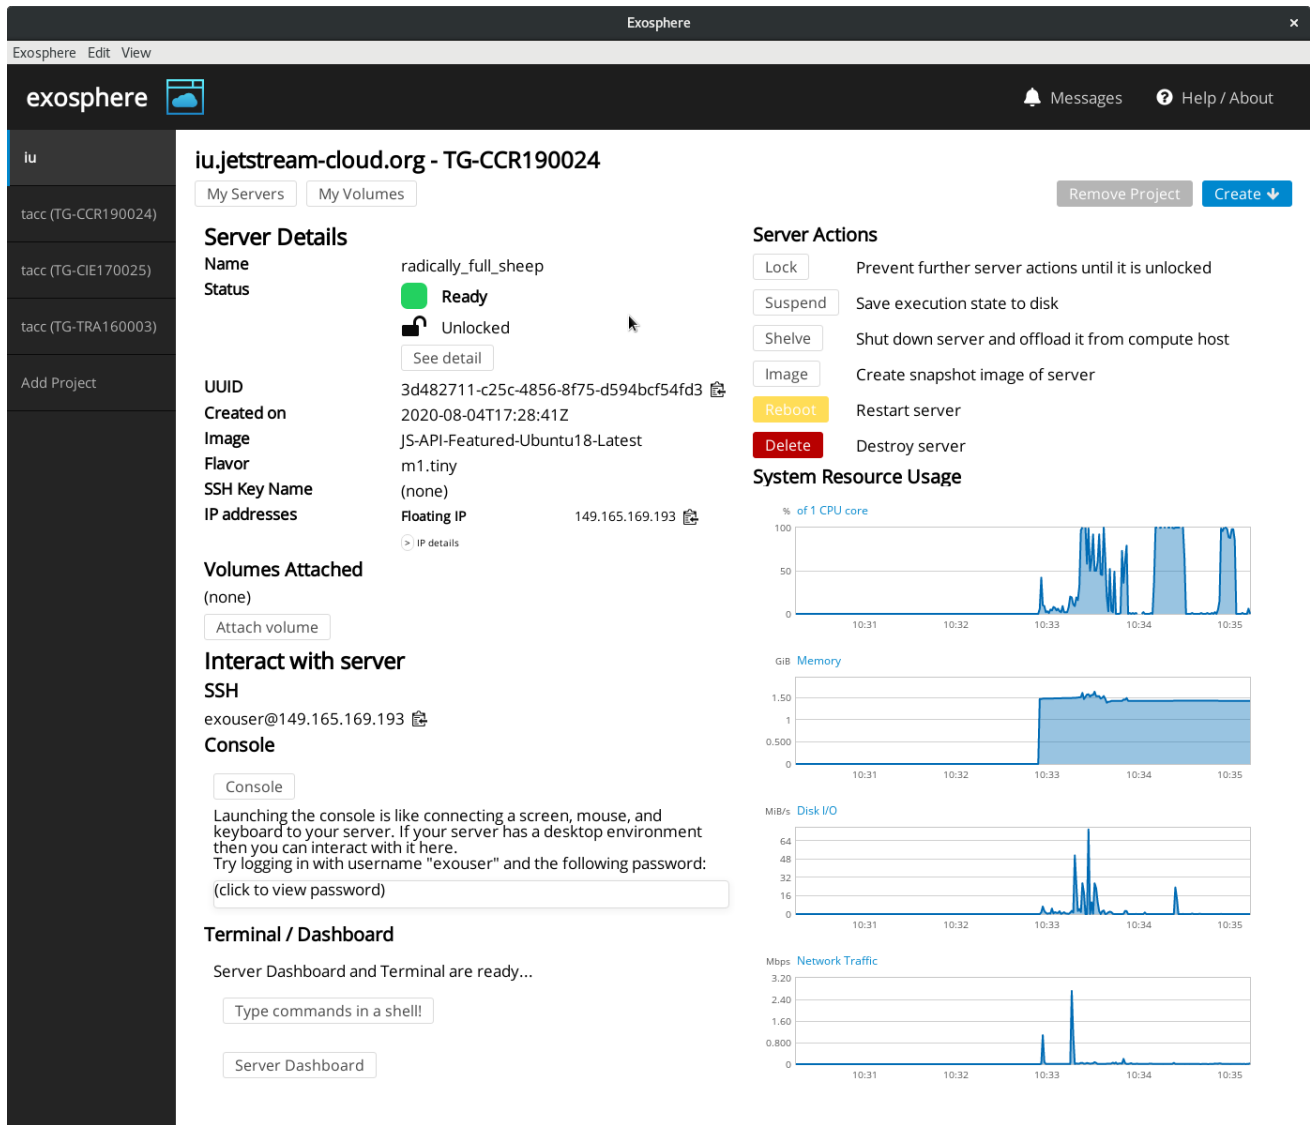 Exosphere
×
Exosphere Edit View
exosphere
Messages
Help / About
iu
tacc (TG-CCR190024)
tacc (TG-CIE170025)
tacc (TG-TRA160003)
Add Project
iu.jetstream-cloud.org - TG-CCR190024
My Servers My Volumes
Remove Project Create
Server Details
Name radically_full_sheep
Status Ready
Unlocked
See detail
UUID 3d482711-c25c-4856-8f75-d594bcf54fd3
Created on 2020-08-04T17:28:41Z
Image JS-API-Featured-Ubuntu18-Latest
Flavor m1.tiny
SSH Key Name (none)
IP addresses Floating IP 149.165.169.193
> IP details
Volumes Attached
(none)
Attach volume
Interact with server
SSH
exouser@149.165.169.193
Console
Console
Launching the console is like connecting a screen, mouse, and
keyboard to your server. If your server has a desktop environment
then you can interact with it here.
Try logging in with username "exouser" and the following password:
(click to view password)
Terminal / Dashboard
Server Dashboard and Terminal are ready...
Type commands in a shell!
Server Dashboard
Server Actions
Lock Prevent further server actions until it is unlocked
Suspend Save execution state to disk
Shelve Shut down server and offload it from compute host
Image Create snapshot image of server
Reboot Restart server
Delete Destroy server
System Resource Usage
% of 1 CPU core
100
50
0
10:31 10:32 10:33 10:34 10:35
GiB Memory
1.50
1
0.500
0
10:31 10:32 10:33 10:34 10:35
MiB/s Disk I/O
64
48
32
16
0
10:31 10:32 10:33 10:34 10:35
Mbps Network Traffic
3.20
2.40
1.60
0.800
0
10:31 10:32 10:33 10:34 10:35